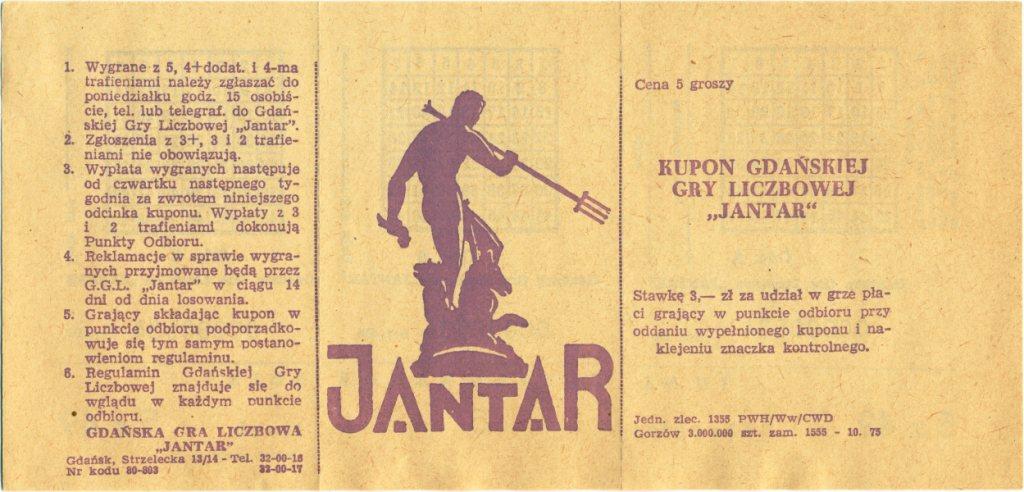 1. Wygrane z 5, 4+dodat. i 4-ma
trafieniami należy zgłaszać do
poniedziałku godz. 15 osobiś-
cie, tel. lub telegraf. do Gdań-
skiej Gry Liczbowej „Jantar”.
2. Zgłoszenia z 3+, 3 i 2 trafie-
niami nie obowiązują.
3. Wypłata wygranych następuje
od czwartku następnego ty-
godnia za zwrotem niniejszego
odcinka kuponu. Wypłaty z 3
i 2 trafieniami dokonują
Punkty Odbioru.
4. Reklamacje w sprawie wygra-
nych przyjmowane będą przez
G.G.L. „Jantar” w ciągu 14
dni od dnia losowania.
5. Grający składając kupon w
punkcie odbioru podporzadko-
wuje się tym samym postano-
wieniom regulaminu.
6. Regulamin Gdańskiej Gry
Liczbowej znajduje się do
wglądu w każdym punkcie
odbioru.
GDAŃSKA GRA LICZBOWA
„JANTAR”
Gdańsk, Strzelecka 13/14 - Tel. 32-00-16
Nr kodu 80-803 32-00-17
JANTAR
Cena 5 groszy
KUPON GDAŃSKIEJ
GRY LICZBOWEJ
„JANTAR”
Stawkę 3,— zł za udział w grze pła-
ci grający w punkcie odbioru przy
oddaniu wypełnionego kuponu i na-
klejeniu znaczka kontrolnego.
Jedn. zlec. 1355 PWH/Ww/CWD
Gorzów 3.000.000 szt. zam. 1555 - 10. 75